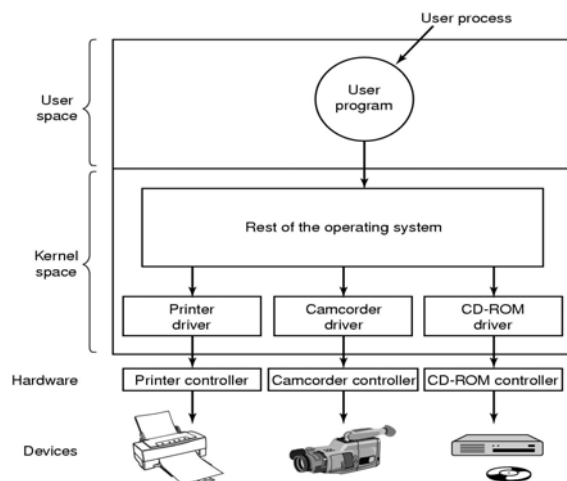 User process
User
space
User
program
Rest of the operating system
Kernel
space
Printer
driver
Camcorder
driver
CD-ROM
driver
Hardware
Printer controller
Camcorder controller
CD-ROM controller
Devices